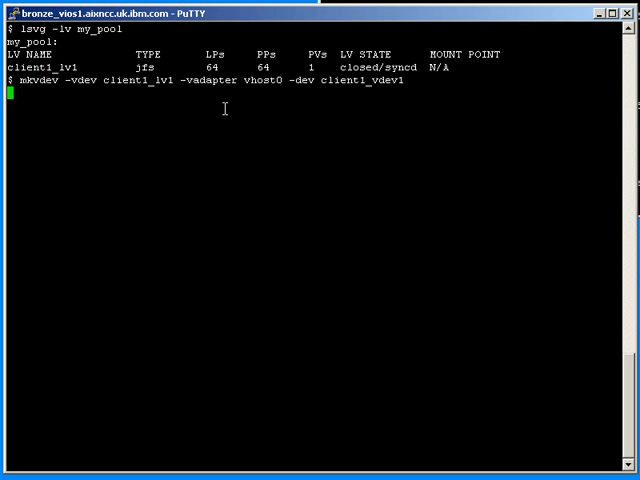 bronze_vios1.aixncc.uk.ibm.com - PuTTY
$ lsvg -lv my_pool
my_pool:
LV NAME TYPE LPs PPs PVs LV STATE MOUNT POINT
client1_lv1 jfs 64 64 1 closed/syncd N/A
$ mkvdev -vdev client1_lv1 -vadapter vhost0 -dev client1_vdev1